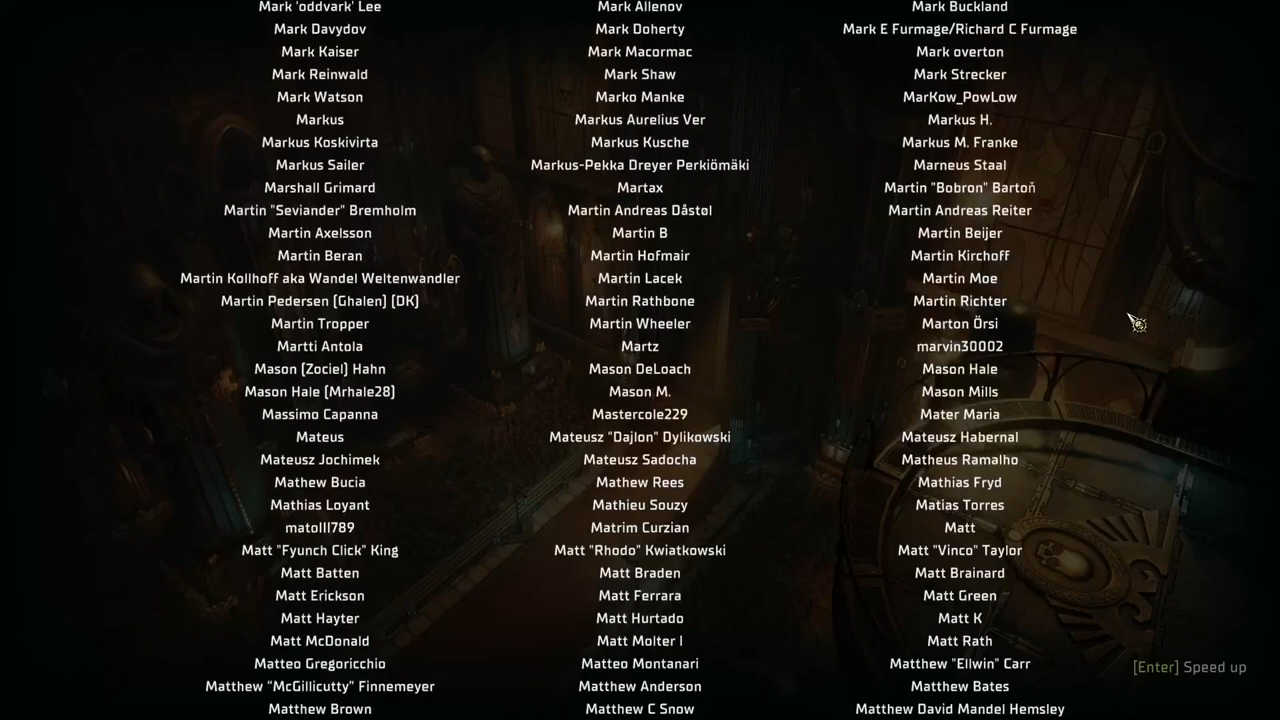 Mark 'oddvark' Lee
Mark Allenov
Mark Buckland
Mark Davydov
Mark Doherty
Mark E Furmage/Richard C Furmage
Mark Kaiser
Mark Macormac
Mark overton
Mark Reinwald
Mark Shaw
Mark Strecker
Mark Watson
Marko Manke
MarKow_PowLow
Markus
Markus Aurelius Ver
Markus H.
Markus Koskivirta
Markus Kusche
Markus M. Franke
Markus Sailer
Markus-Pekka Dreyer Perkiömäki
Marneus Staal
Marshall Grimard
Martax
Martin "Bobron" Bartoň
Martin "Seviander" Bremholm
Martin Andreas Dåstøl
Martin Andreas Reiter
Martin Axelsson
Martin B
Martin Beijer
Martin Beran
Martin Hofmair
Martin Kirchoff
Martin Kollhoff aka Wandel Weltenwandler
Martin Lacek
Martin Moe
Martin Pedersen [Ghalen] [DK]
Martin Rathbone
Martin Richter
Martin Tropper
Martin Wheeler
Marton Örsi
Martti Antola
Martz
marvin30002
Mason [Zociel] Hahn
Mason DeLoach
Mason Hale
Mason Hale [Mrhale28]
Mason M.
Mason Mills
Massimo Capanna
Mastercole229
Mater Maria
Mateus
Mateusz "Dajlon" Dylikowski
Mateusz Habernal
Mateusz Jochimek
Mateusz Sadocha
Matheus Ramalho
Mathew Bucia
Mathew Rees
Mathias Fryd
Mathias Loyant
Mathieu Souzy
Matias Torres
matolll789
Matrim Curzian
Matt
Matt "Fyunch Click" King
Matt "Rhodo" Kwiatkowski
Matt "Vinco" Taylor
Matt Batten
Matt Braden
Matt Brainard
Matt Erickson
Matt Ferrara
Matt Green
Matt Hayter
Matt Hurtado
Matt K
Matt McDonald
Matt Molter I
Matt Rath
Matteo Gregoricchio
Matteo Montanari
Matthew "Ellwin" Carr
[Enter] Speed up
Matthew "McGillicutty" Finnemeyer
Matthew Anderson
Matthew Bates
Matthew Brown
Matthew C Snow
Matthew David Mandel Hemsley